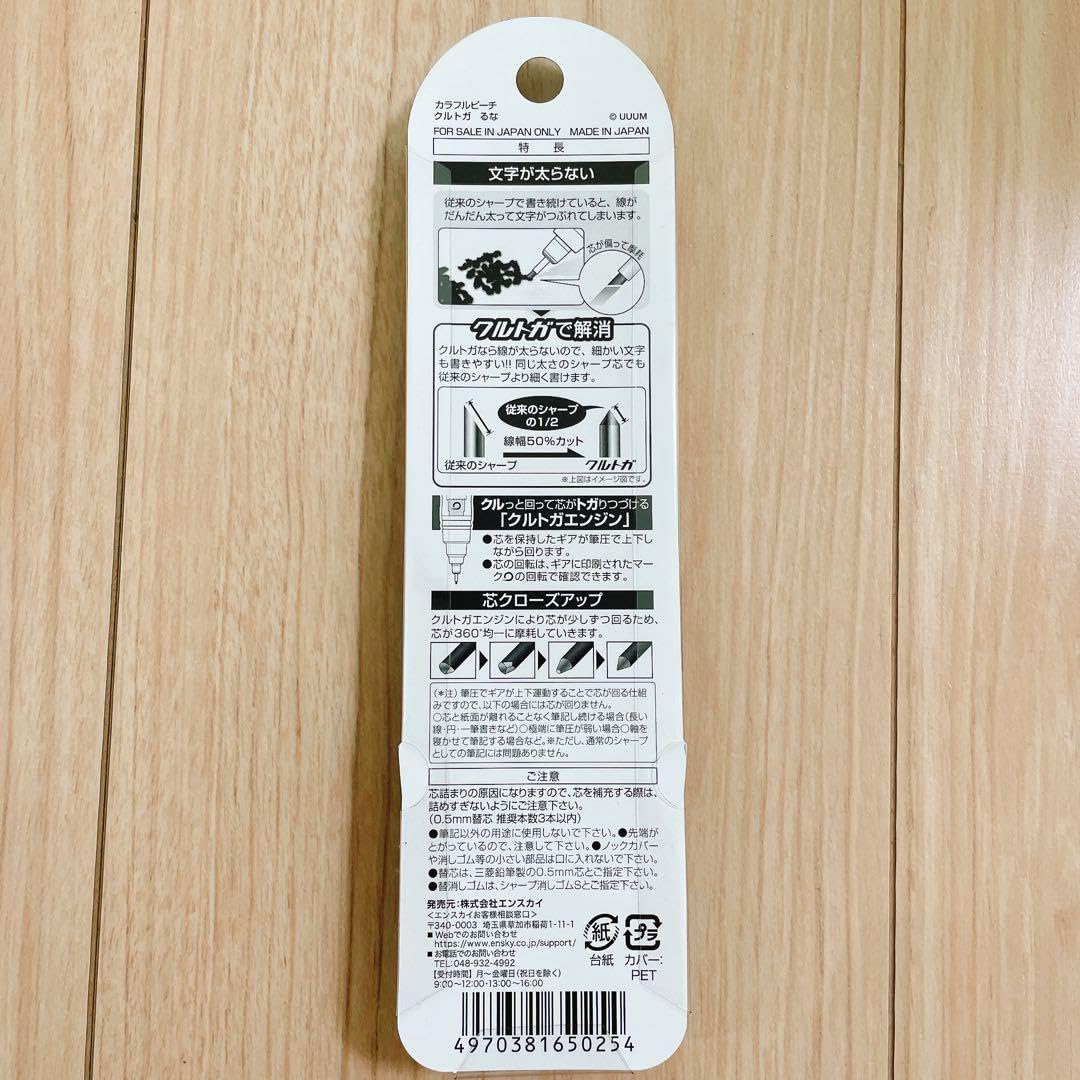 カラフルピーチ
クルトガ るな
© UUUM
FOR SALE IN JAPAN ONLY MADE IN JAPAN
特 長
文字が太らない
従来のシャープで書き続けていると、線が
だんだん太って文字がつぶれてしまいます。
芯が偏って摩耗
クルトガで解消
クルトガなら線が太らないので、細かい文字
も書きやすい!! 同じ太さのシャープ芯でも
従来のシャープより細く書けます。
従来のシャープ
の1/2
線幅50%カット
従来のシャープ
クルトガ
※上図はイメージ図です。
クルっと回って芯がトガりつづける
「クルトガエンジン」
●芯を保持したギアが筆圧で上下し
ながら回ります。
●芯の回転は、ギアに印刷されたマー
クの回転で確認できます。
芯クローズアップ
クルトガエンジンにより芯が少しずつ回るため、
芯が360°均一に摩耗していきます。
(*注) 筆圧でギアが上下運動することで芯が回る仕組
みですので、以下の場合には芯が回りません。
○芯と紙面が離れることなく筆記し続ける場合(長い
線・円・一筆書きなど)○極端に筆圧が弱い場合○軸を
寝かせて筆記する場合など。※ただし、通常のシャープ
としての筆記には問題ありません。
ご注意
芯詰まりの原因になりますので、芯を補充する際は、
詰めすぎないようにご注意下さい。
(0.5mm替芯 推奨本数3本以内)
●筆記以外の用途に使用しないで下さい。●先端が
とがっているので、注意して下さい。●ノックカバー
や消しゴム等の小さい部品は口に入れないで下さい。
●替芯は、三菱鉛筆製の0.5mm芯とご指定下さい。
●替消しゴムは、シャープ消しゴムSとご指定下さい。
発売元:株式会社エンスカイ
<エンスカイお客様相談窓口>
〒340-0003 埼玉県草加市稲荷1-11-1
■ Webでのお問い合わせ
https://www.ensky.co.jp/support/
■ お電話でのお問い合わせ
TEL:048-932-4992
【受付時間】月~金曜日(祝日を除く)
9:00~12:00・13:00~16:00
紙
台紙
プラ
カバー:
PET
4970381650254